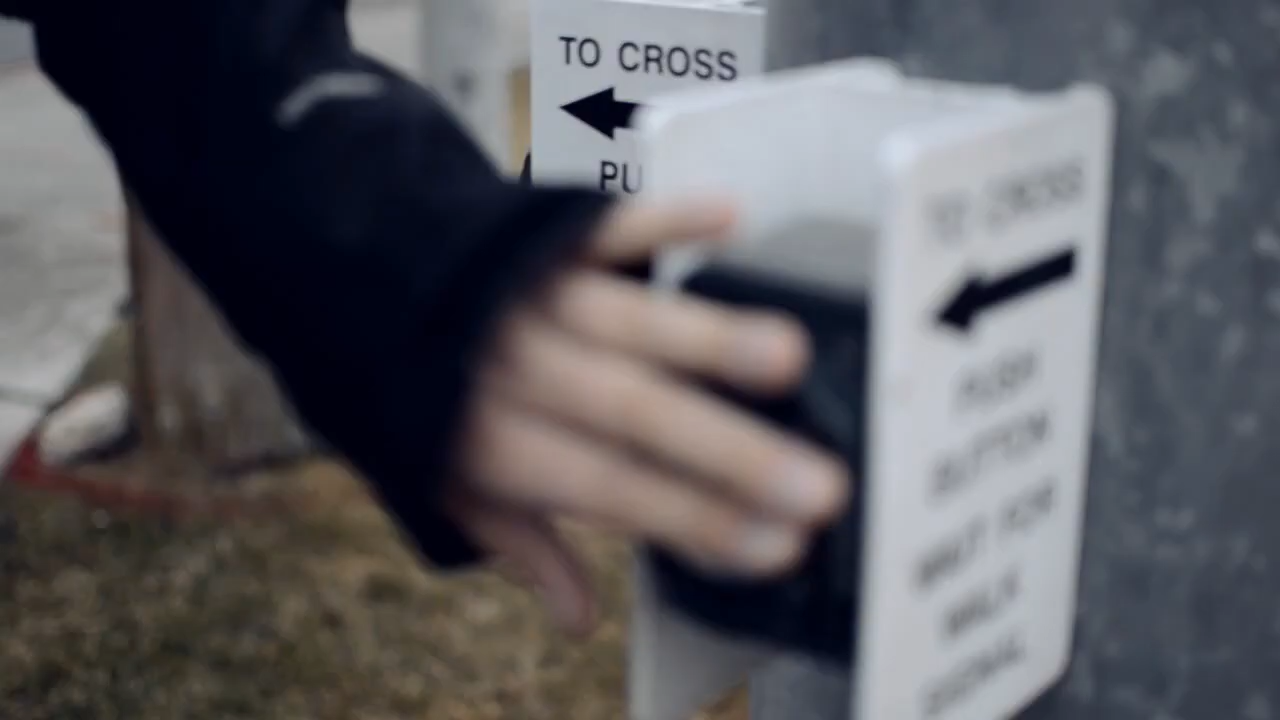 TO CROSS
PU
TO CROSS
PUSH
BUTTON
WAIT FOR
WALK
SIGNAL